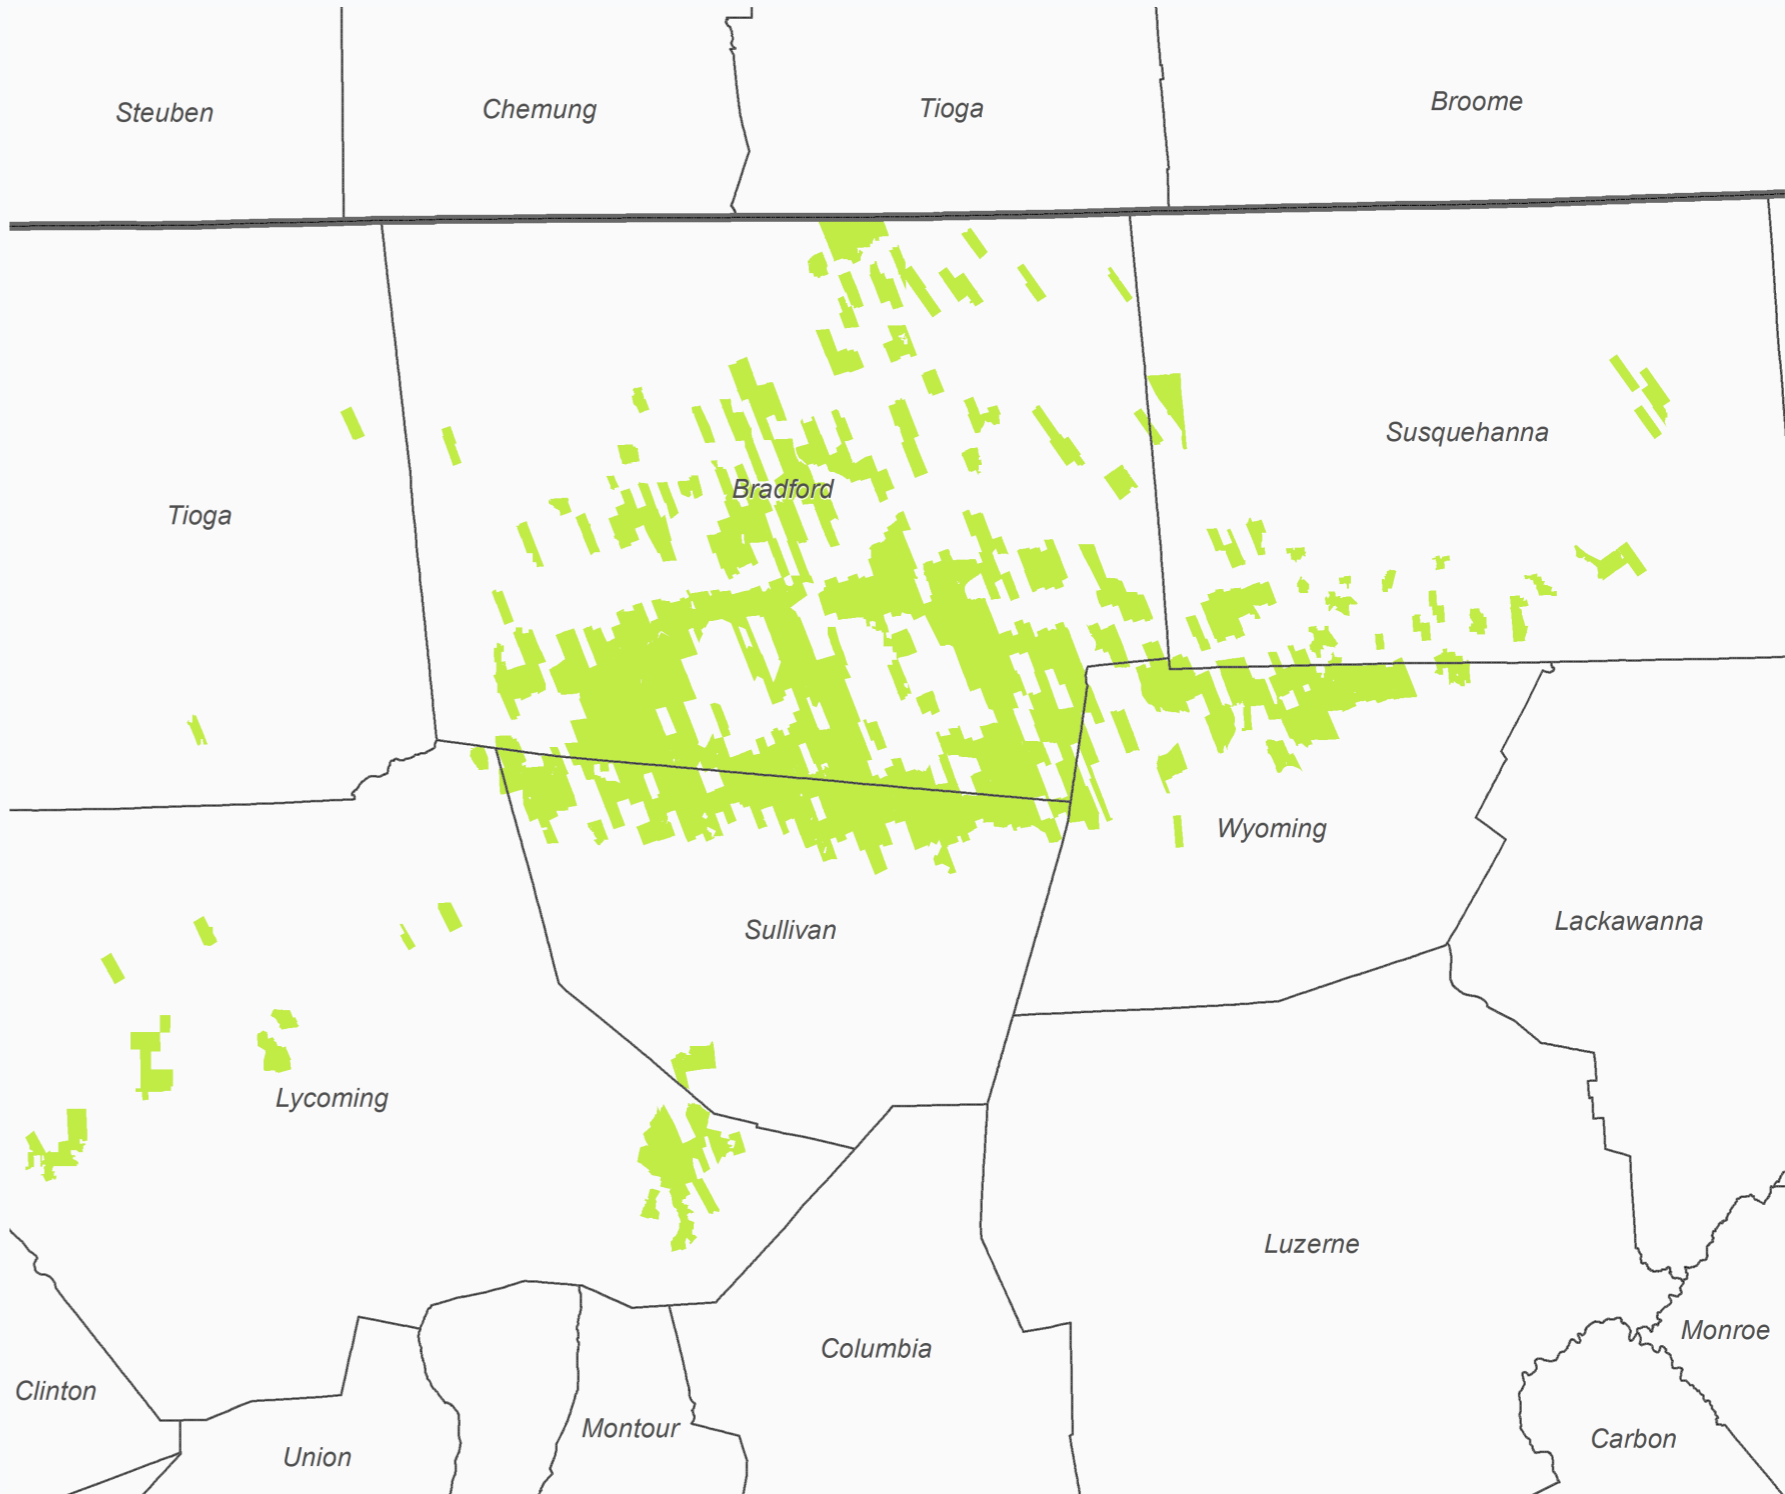 Steuben
Chemung
Tioga
Broome
Susquehanna
Bradford
Tioga
Wyoming
Sullivan
Lackawanna
Lycoming
Luzerne
Monroe
Columbia
Clinton
Montour
Carbon
Union